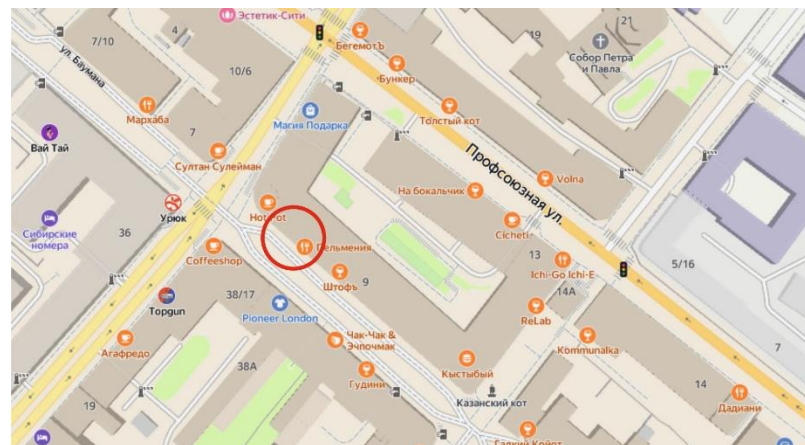 Эстетик-Сити
7/10
4
БегемотЪ
19
21
Собор Петра
и Павла
ул. Баумана
10/6
Бункер
Мархаба
7
Магия Подарка
Толстый кот
Вай Тай
Султан Сулейман
Профсоюзная ул.
Volna
На бокальчик
Урюк
Сибирские
номера
36
Cicheti
Пельмения
Coffeeshop
13
5/16
Ichi-Go Ichi-E
Штофъ
9
38/17
14А
Topgun
Pioneer London
ReLab
Чак-Чак &
Эчпочмак
Kommunalka
7
Агафредо
38А
Кыстыбый
Гудини
14
Казанский кот
19
Дадиани